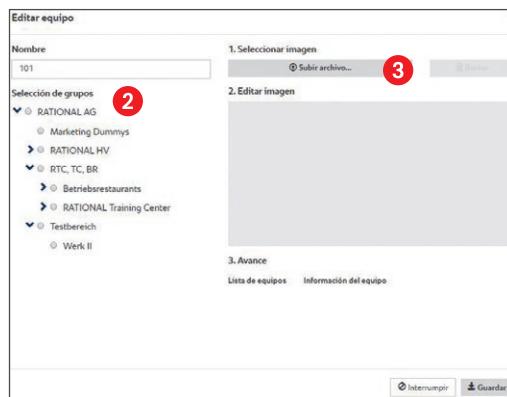 Editar equipo
Nombre
101
Selección de grupos
2
RATIONAL AG
Marketing Dummys
RATIONAL HV
RTC, TC, BR
Betriebsrestaurants
RATIONAL Training Center
Testbereich
Werk II
1. Seleccionar imagen
Subir archivo...
3
2. Editar imagen
3. Avance
Lista de equipos Información del equipo
Interrumpir Guardar